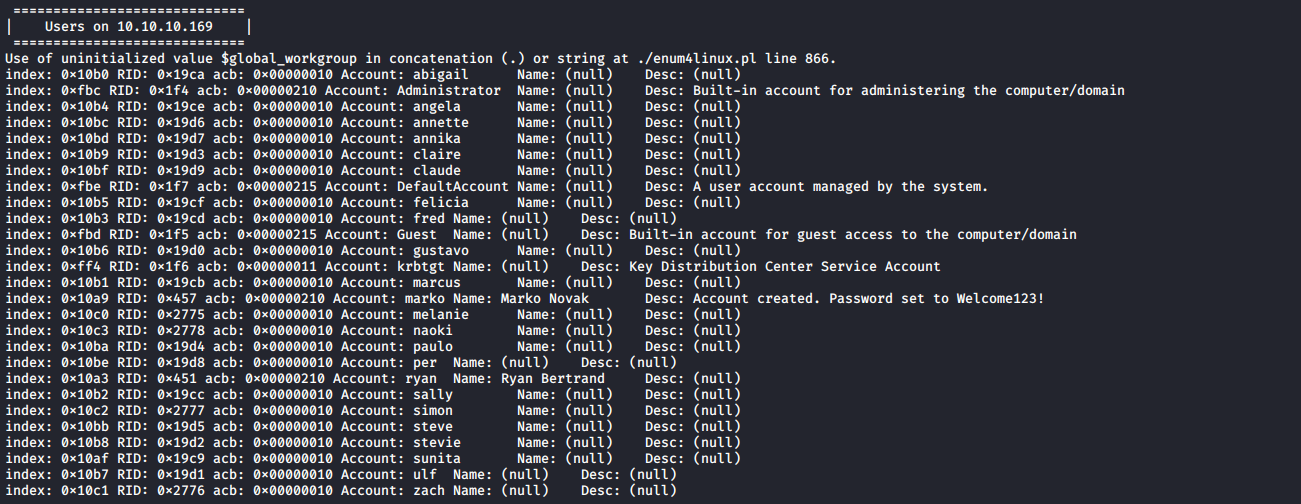 ==============================
|    Users on 10.10.10.169    |
==============================
Use of uninitialized value $global_workgroup in concatenation (.) or string at ./enum4linux.pl line 866.
index: 0×10b0 RID: 0×19ca acb: 0×00000010 Account: abigail	Name: (null)	Desc: (null)
index: 0×fbc RID: 0×1f4 acb: 0×00000210 Account: Administrator	Name: (null)	Desc: Built-in account for administering the computer/domain
index: 0×10b4 RID: 0×19ce acb: 0×00000010 Account: angela	Name: (null)	Desc: (null)
index: 0×10bc RID: 0×19d6 acb: 0×00000010 Account: annette	Name: (null)	Desc: (null)
index: 0×10bd RID: 0×19d7 acb: 0×00000010 Account: annika	Name: (null)	Desc: (null)
index: 0×10b9 RID: 0×19d3 acb: 0×00000010 Account: claire	Name: (null)	Desc: (null)
index: 0×10bf RID: 0×19d9 acb: 0×00000010 Account: claude	Name: (null)	Desc: (null)
index: 0×fbe RID: 0×1f7 acb: 0×00000215 Account: DefaultAccount	Name: (null)	Desc: A user account managed by the system.
index: 0×10b5 RID: 0×19cf acb: 0×00000010 Account: felicia	Name: (null)	Desc: (null)
index: 0×10b3 RID: 0×19cd acb: 0×00000010 Account: fred	Name: (null)	Desc: (null)
index: 0×fbd RID: 0×1f5 acb: 0×00000215 Account: Guest	Name: (null)	Desc: Built-in account for guest access to the computer/domain
index: 0×10b6 RID: 0×19d0 acb: 0×00000010 Account: gustavo	Name: (null)	Desc: (null)
index: 0×ff4 RID: 0×1f6 acb: 0×00000011 Account: krbtgt	Name: (null)	Desc: Key Distribution Center Service Account
index: 0×10b1 RID: 0×19cb acb: 0×00000010 Account: marcus	Name: (null)	Desc: (null)
index: 0×10a9 RID: 0×457 acb: 0×00000210 Account: marko	Name: Marko Novak	Desc: Account created. Password set to Welcome123!
index: 0×10c0 RID: 0×2775 acb: 0×00000010 Account: melanie	Name: (null)	Desc: (null)
index: 0×10c3 RID: 0×2778 acb: 0×00000010 Account: naoki	Name: (null)	Desc: (null)
index: 0×10ba RID: 0×19d4 acb: 0×00000010 Account: paulo	Name: (null)	Desc: (null)
index: 0×10be RID: 0×19d8 acb: 0×00000010 Account: per	Name: (null)	Desc: (null)
index: 0×10a3 RID: 0×451 acb: 0×00000210 Account: ryan	Name: Ryan Bertrand	Desc: (null)
index: 0×10b2 RID: 0×19cc acb: 0×00000010 Account: sally	Name: (null)	Desc: (null)
index: 0×10c2 RID: 0×2777 acb: 0×00000010 Account: simon	Name: (null)	Desc: (null)
index: 0×10bb RID: 0×19d5 acb: 0×00000010 Account: steve	Name: (null)	Desc: (null)
index: 0×10b8 RID: 0×19d2 acb: 0×00000010 Account: stevie	Name: (null)	Desc: (null)
index: 0×10af RID: 0×19c9 acb: 0×00000010 Account: sunita	Name: (null)	Desc: (null)
index: 0×10b7 RID: 0×19d1 acb: 0×00000010 Account: ulf	Name: (null)	Desc: (null)
index: 0×10c1 RID: 0×2776 acb: 0×00000010 Account: zach	Name: (null)	Desc: (null)